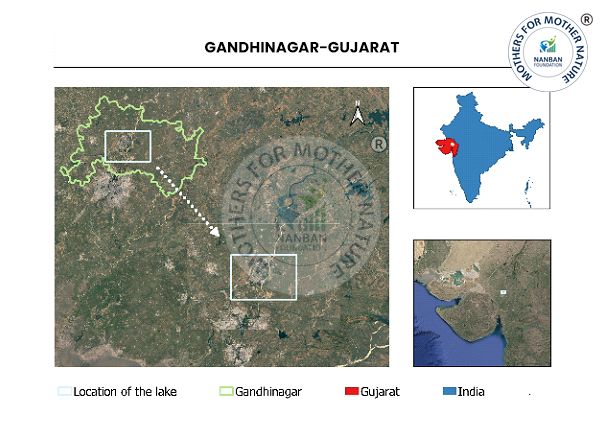 GANDHINAGAR-GUJARAT
MOTHERS FOR MOTHER NATURE
NANBAN
FOUNDATION
®
N
®
MOTHERS FOR MOTHER NATURE
NANBAN
FOUNDATION
Location of the lake
Gandhinagar
Gujarat
India